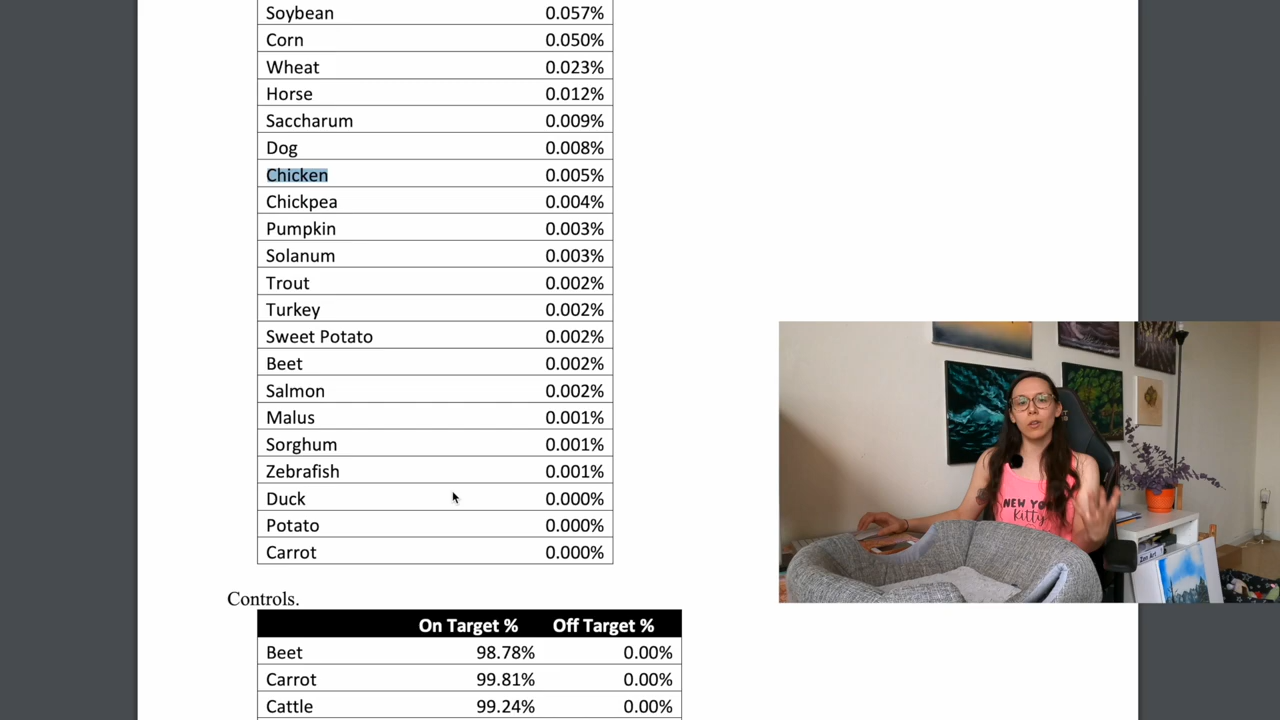 Soybean 0.057%
Corn 0.050%
Wheat 0.023%
Horse 0.012%
Saccharum 0.009%
Dog 0.008%
Chicken 0.005%
Chickpea 0.004%
Pumpkin 0.003%
Solanum 0.003%
Trout 0.002%
Turkey 0.002%
Sweet Potato 0.002%
Beet 0.002%
Salmon 0.002%
Malus 0.001%
Sorghum 0.001%
Zebrafish 0.001%
Duck 0.000%
Potato 0.000%
Carrot 0.000%
Controls.
On Target % Off Target %
Beet 98.78% 0.00%
Carrot 99.81% 0.00%
Cattle 99.24% 0.00%
NEW YO
Kitty